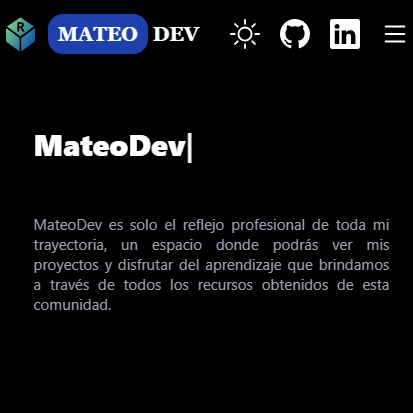 R
MATEO DEV
MateoDev|
MateoDev es solo el reflejo profesional de toda mi
trayectoria, un espacio donde podrás ver mis
proyectos y disfrutar del aprendizaje que brindamos
a través de todos los recursos obtenidos de esta
comunidad.